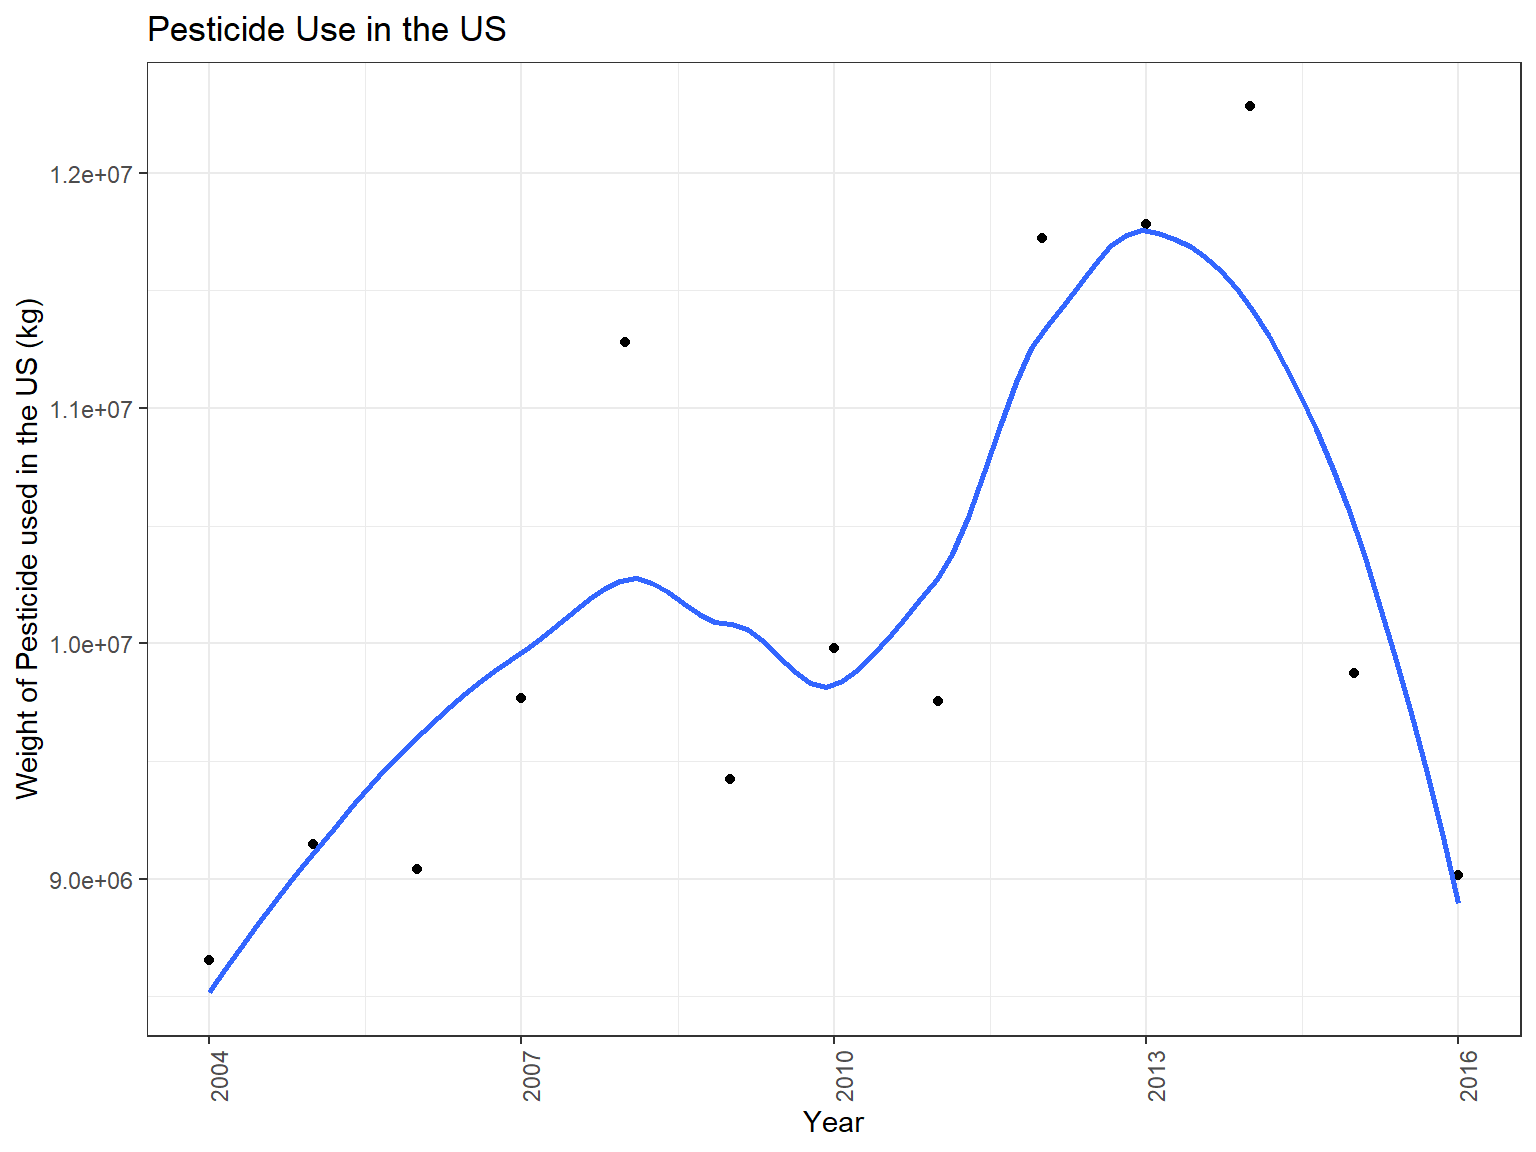 Pesticide Use in the US
Weight of Pesticide used in the US (kg)
1.2e+07
1.1e+07
1.0e+07
9.0e+06
2004
2007
2010
2013
2016
Year